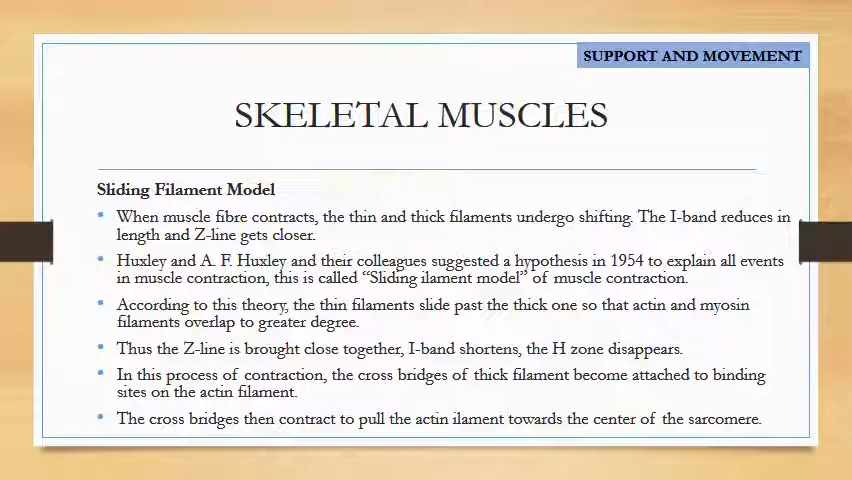 SUPPORT AND MOVEMENT
SKELETAL MUSCLES
Sliding Filament Model
• When muscle fibre contracts, the thin and thick filaments undergo shifting. The I-band reduces in
length and Z-line gets closer.
• Huxley and A. F. Huxley and their colleagues suggested a hypothesis in 1954 to explain all events
in muscle contraction, this is called “Sliding ilament model” of muscle contraction.
• According to this theory, the thin filaments slide past the thick one so that actin and myosin
filaments overlap to greater degree.
• Thus the Z-line is brought close together, I-band shortens, the H zone disappears.
• In this process of contraction, the cross bridges of thick filament become attached to binding
sites on the actin filament.
• The cross bridges then contract to pull the actin ilament towards the center of the sarcomere.